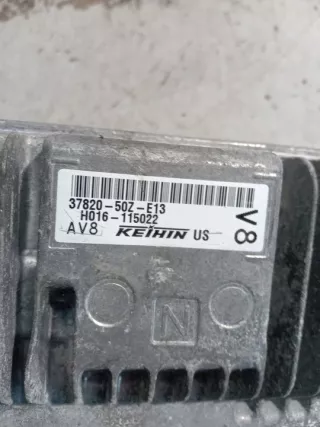 37820-50Z-E13
H016-115022
AV8 KEIHIN US
V8
N